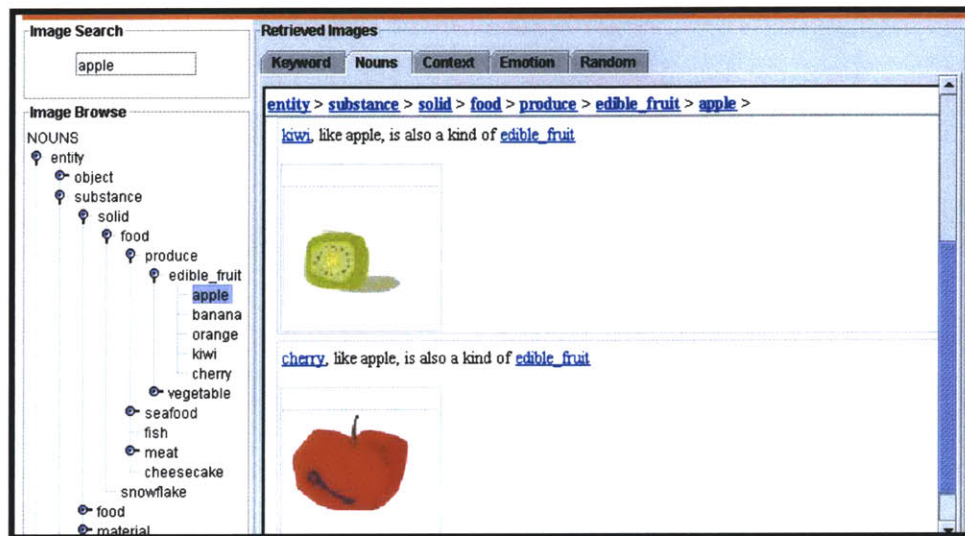 Image Search
apple
Image Browse
NOUNS
entity
object
substance
solid
food
produce
edible_fruit
apple
banana
orange
kiwi
cherry
vegetable
seafood
fish
meat
cheesecake
snowflake
food
material
Retrieved Images
Keyword Nouns Context Emotion Random
entity > substance > solid > food > produce > edible_fruit > apple >
kiwi, like apple, is also a kind of edible_fruit
cherry, like apple, is also a kind of edible_fruit